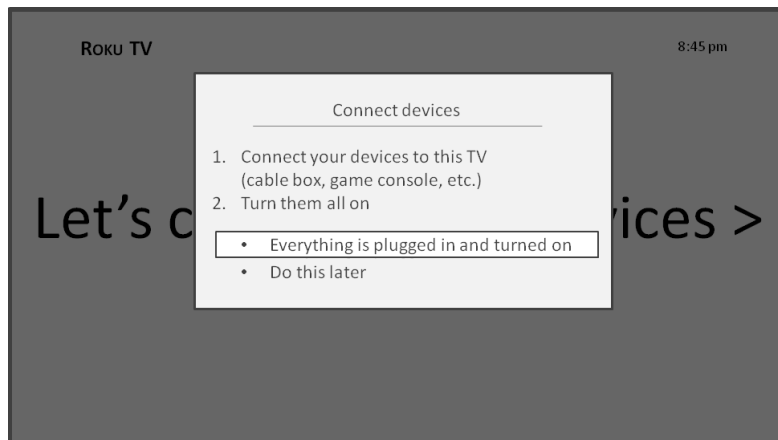 Roku TV
8:45 pm
Connect devices
1. Connect your devices to this TV
(cable box, game console, etc.)
2. Turn them all on
Let's
>
• Everything is plugged in and turned on
• Do this later